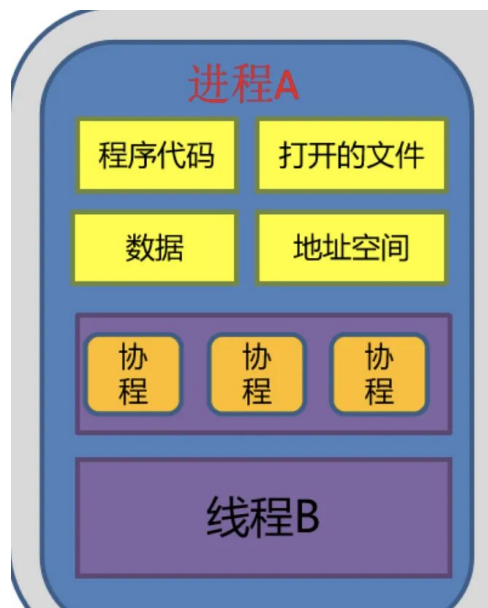 进程A
程序代码 打开的文件
数据 地址空间
协 协 协
程 程 程
线程B